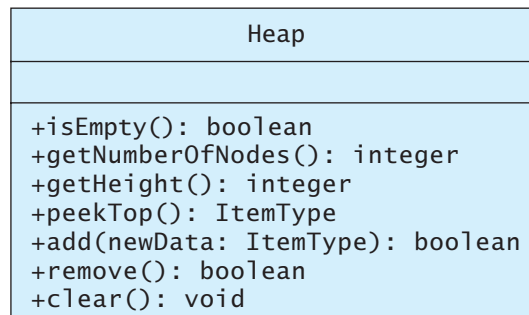 Heap
+isEmpty(): boolean
+getNumberOfNodes(): integer
+getHeight(): integer
+peekTop(): ItemType
+add(newData: ItemType): boolean
+remove(): boolean
+clear(): void